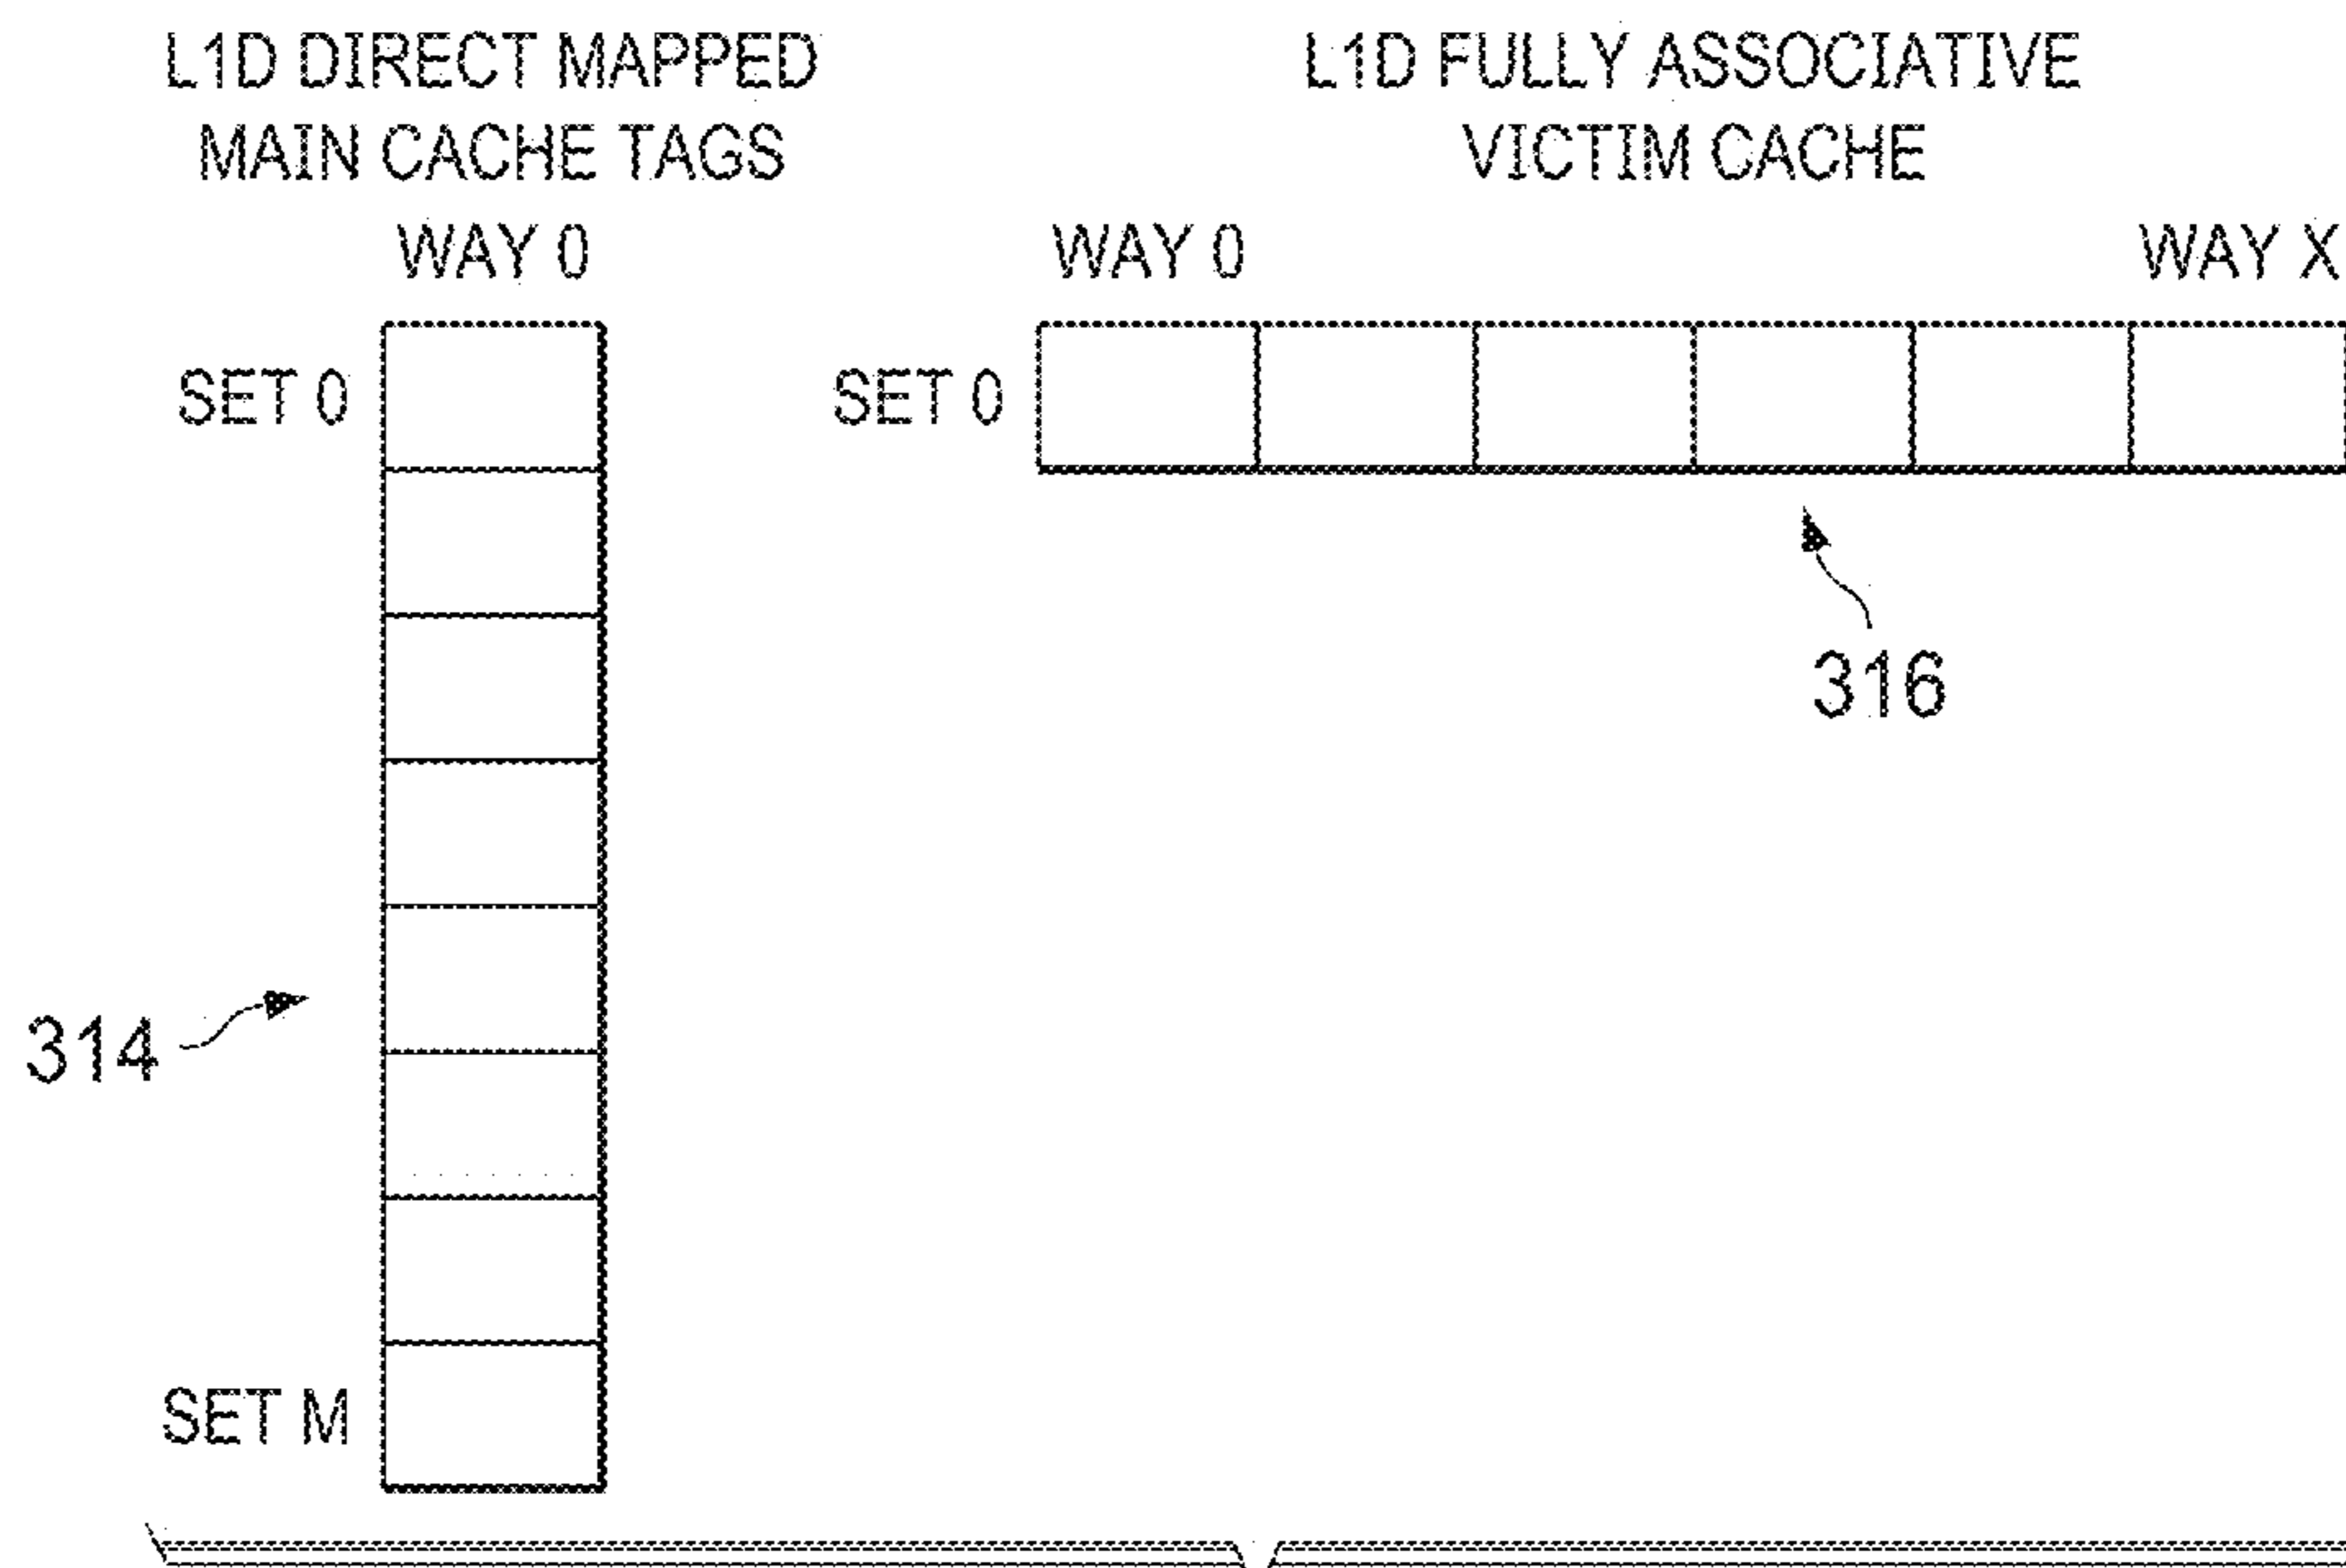 L1D DIRECT MAPPED
MAIN CACHE TAGS
WAY 0
SET 0
314
SET M
L1D FULLY ASSOCIATIVE
VICTIM CACHE
WAY 0
WAY X
SET 0
316